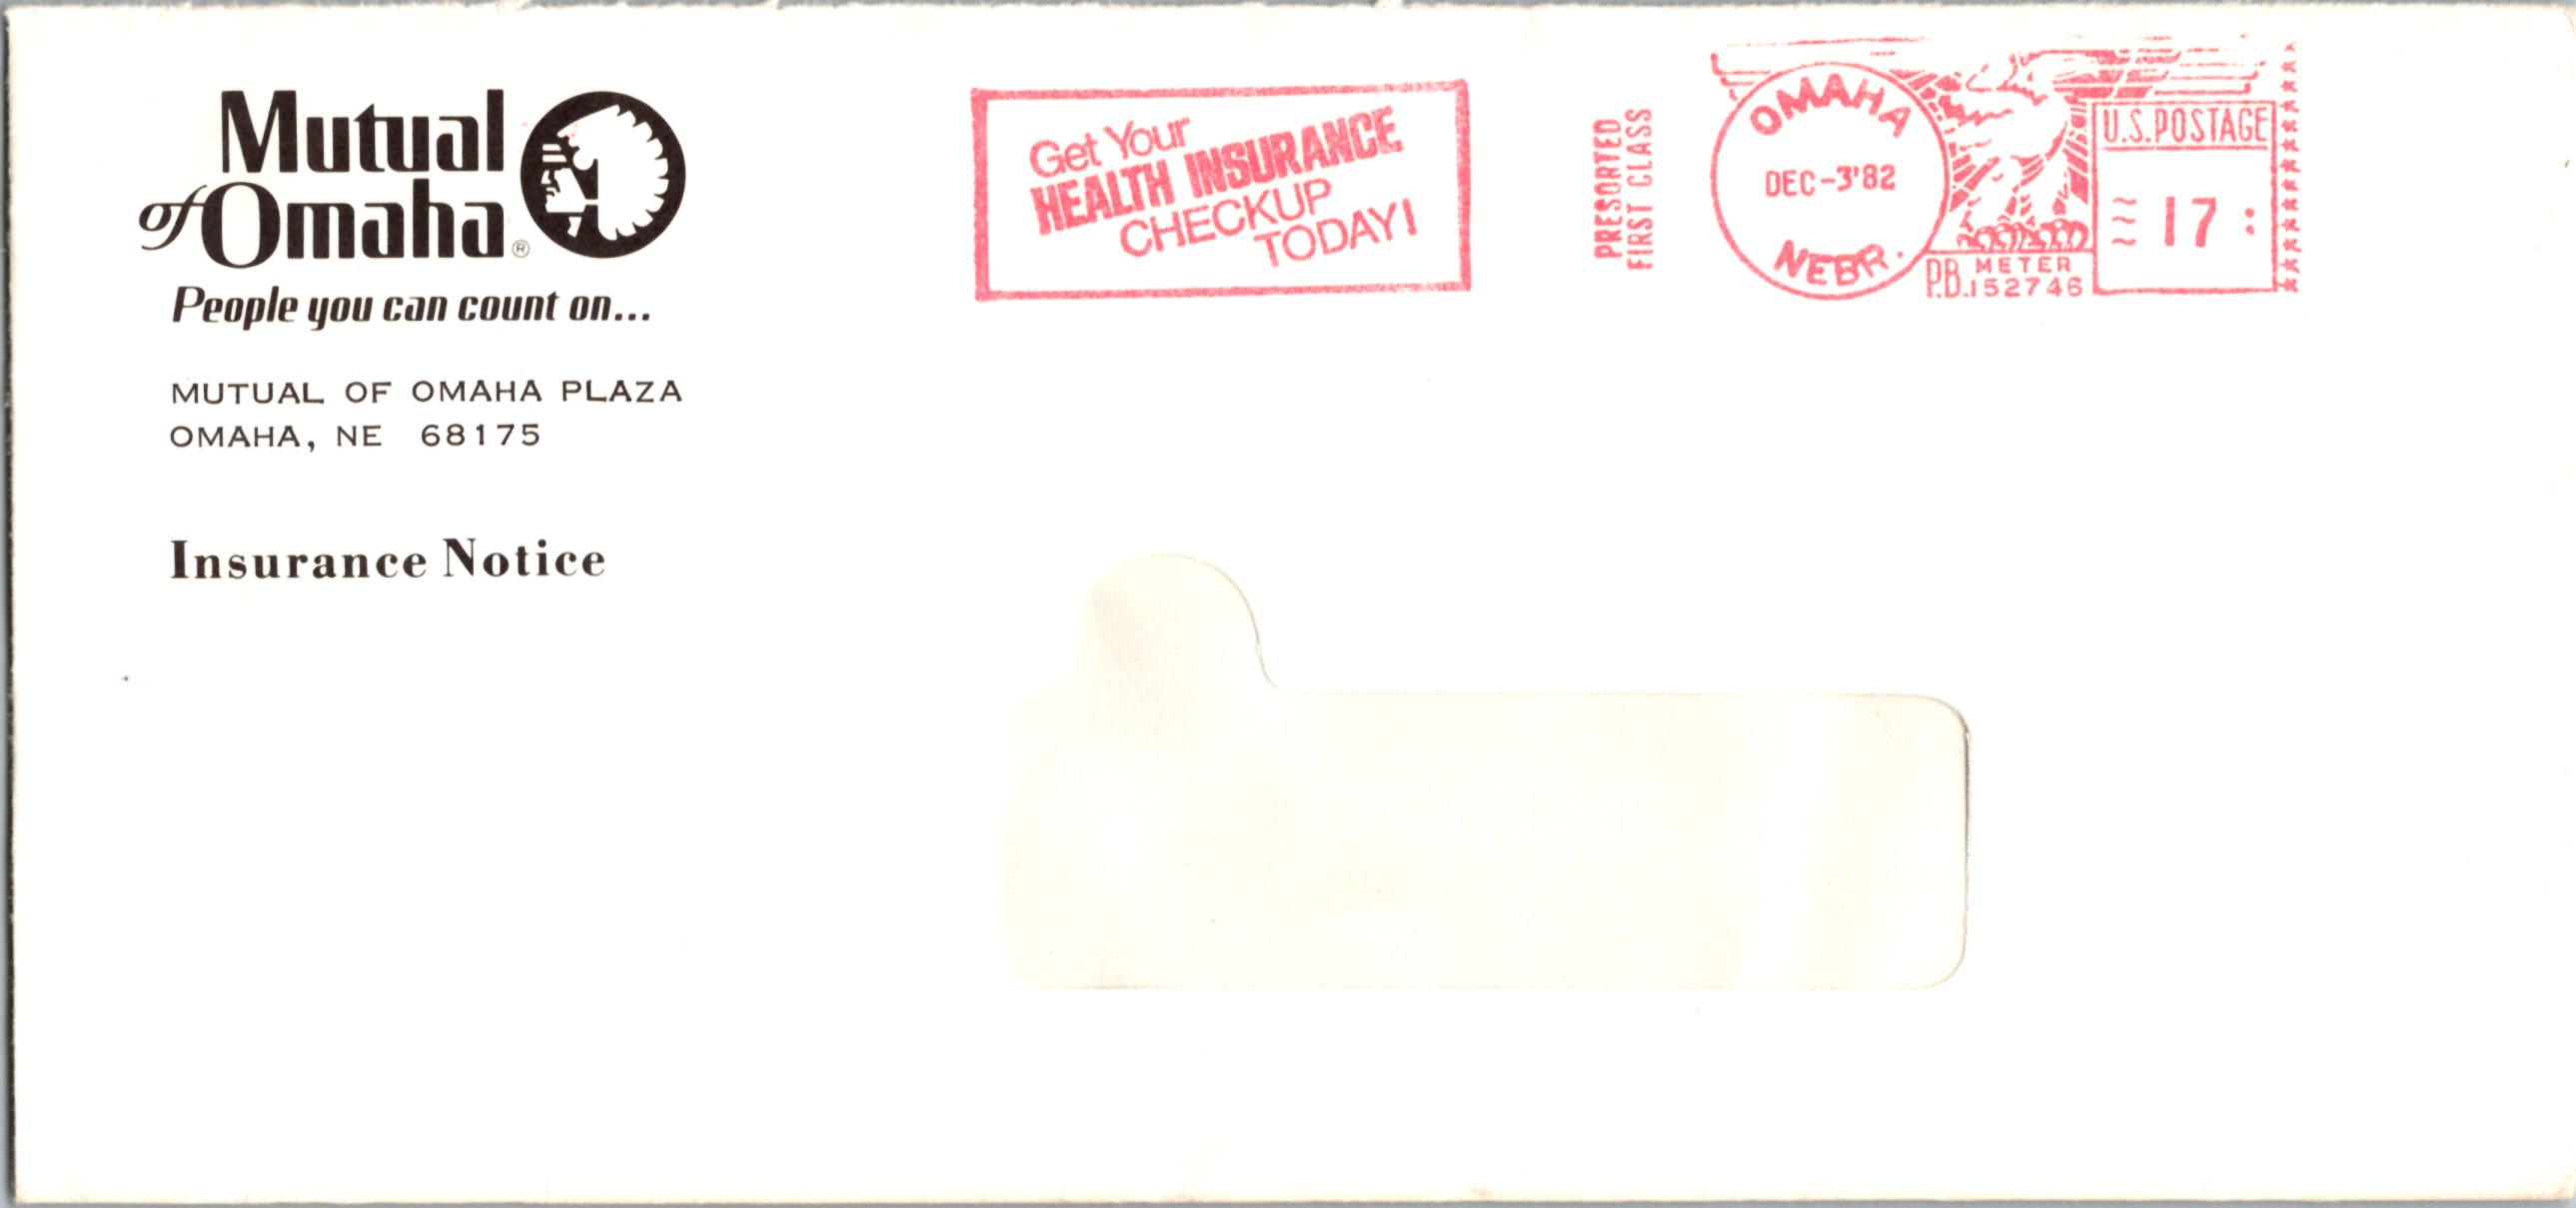 Mutual
of Omaha®
People you can count on...
MUTUAL OF OMAHA PLAZA
OMAHA, NE 68175
Insurance Notice
Get Your
HEALTH INSURANCE
CHECKUP
TODAY!
PRESORTED
FIRST CLASS
OMAHA
DEC-3'82
NEBR.
P.B. METER
152746
U.S. POSTAGE
17